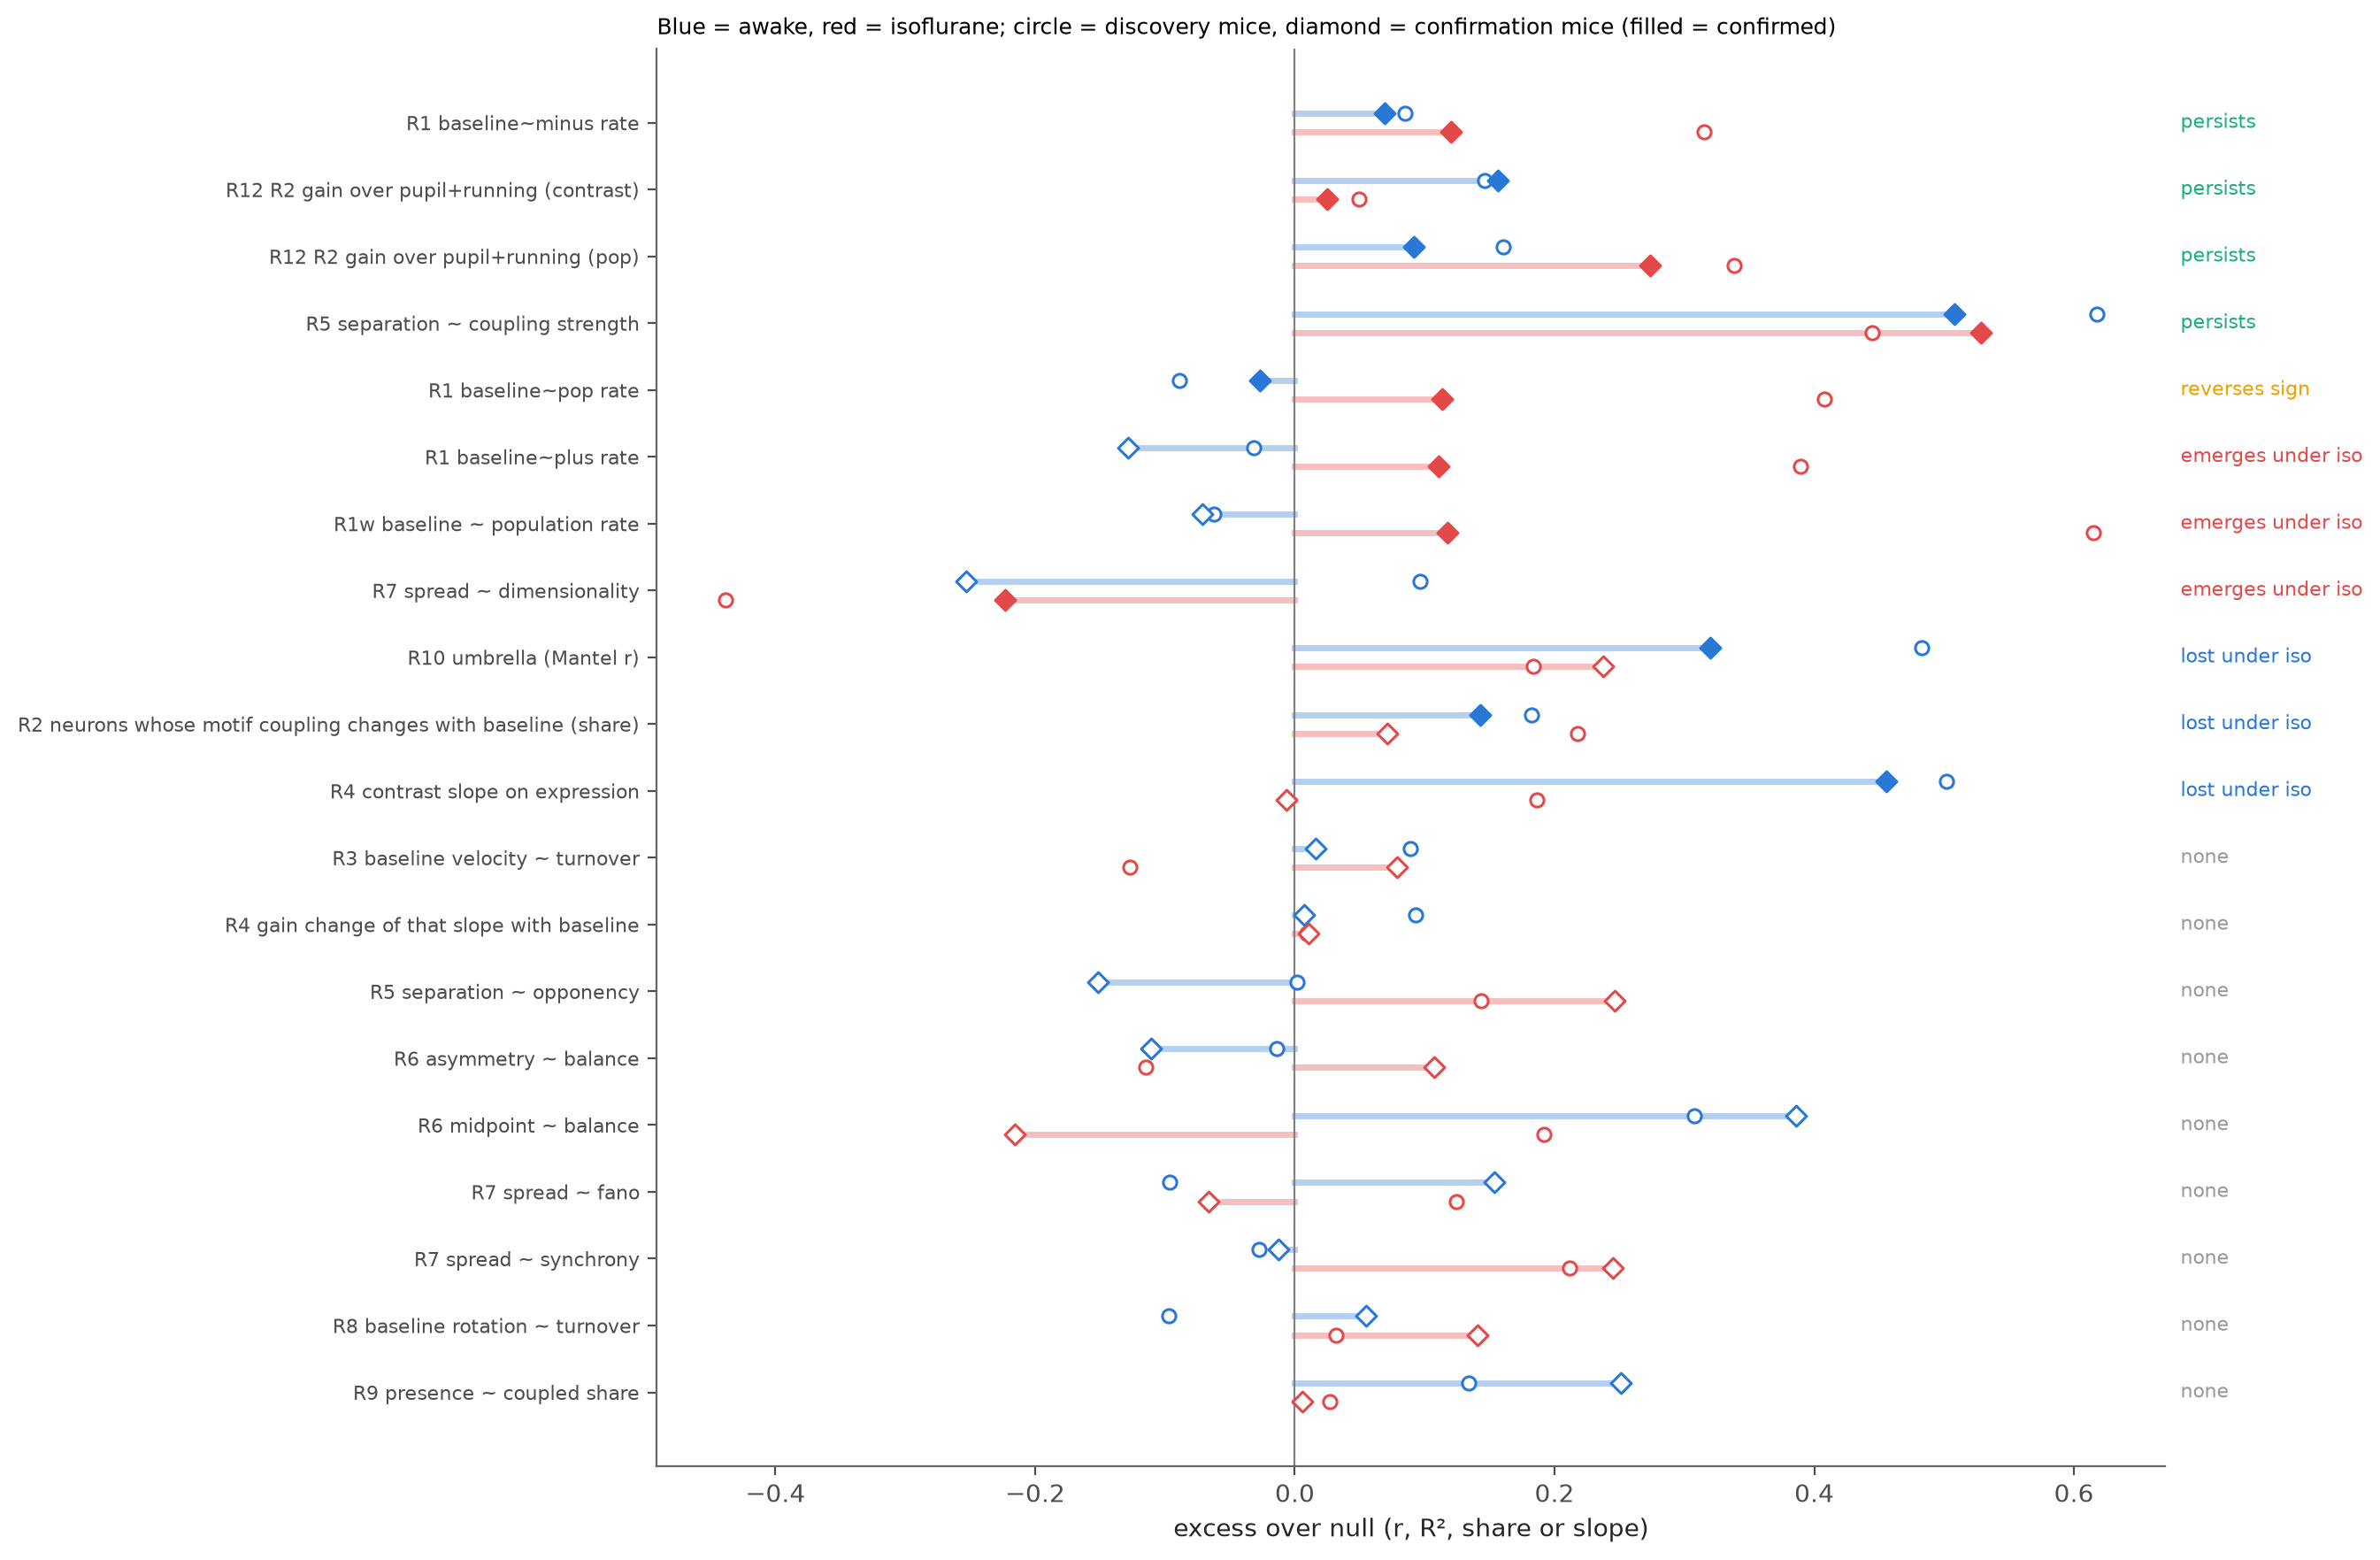 Blue = awake, red = isoflurane; circle = discovery mice, diamond = confirmation mice (filled = confirmed)
R1 baseline~minus rate persists
R12 R2 gain over pupil+running (contrast) persists
R12 R2 gain over pupil+running (pop) persists
R5 separation ~ coupling strength persists
R1 baseline~pop rate reverses sign
R1 baseline~plus rate emerges under iso
R1w baseline ~ population rate emerges under iso
R7 spread ~ dimensionality emerges under iso
R10 umbrella (Mantel r) lost under iso
R2 neurons whose motif coupling changes with baseline (share) lost under iso
R4 contrast slope on expression lost under iso
R3 baseline velocity ~ turnover none
R4 gain change of that slope with baseline none
R5 separation ~ opponency none
R6 asymmetry ~ balance none
R6 midpoint ~ balance none
R7 spread ~ fano none
R7 spread ~ synchrony none
R8 baseline rotation ~ turnover none
R9 presence ~ coupled share none
−0.4 −0.2 0.0 0.2 0.4 0.6
excess over null (r, R², share or slope)